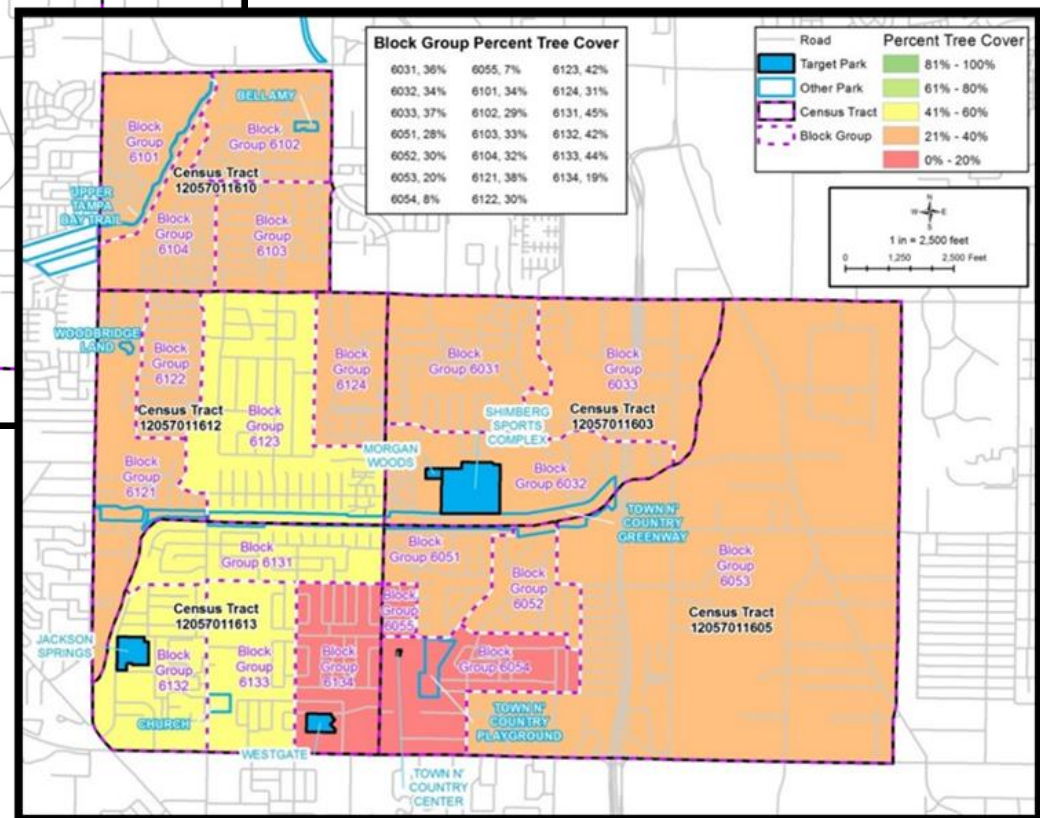 Block Group Percent Tree Cover
6031, 36% 6055, 7% 6123, 42%
6032, 34% 6101, 34% 6124, 31%
6033, 37% 6102, 29% 6131, 45%
6051, 28% 6103, 33% 6132, 42%
6052, 30% 6104, 32% 6133, 44%
6053, 20% 6121, 38% 6134, 19%
6054, 8% 6122, 30%
Road
Target Park
Other Park
Census Tract
Block Group
Percent Tree Cover
81% - 100%
61% - 80%
41% - 60%
21% - 40%
0% - 20%
N
W E
S
1 in = 2,500 feet
0 1,250 2,500 Feet
BELLAMY
Block
Group
6101
Block
Group 6102
Census Tract
12057011610
UPPER
TAMPA
BAY TRAIL
Block
Group
6104
Block
Group
6103
WOODBRIDGE
LAND
Block
Group
6122
Block
Group
6124
Block
Group 6031
Block
Group
6033
Census Tract
12057011612
Block
Group
6123
SHIMBERG
SPORTS
COMPLEX
Census Tract
12057011603
MORGAN
WOODS
Block
Group
6121
Block
Group 6032
TOWN N'
COUNTRY
GREENWAY
Block
Group 6131
Block
Group 6051
Block
Group
6052
Block
Group
6053
Block
Group
6055
Census Tract
12057011613
Census Tract
12057011605
JACKSON
SPRINGS
Block
Group
6132
Block
Group
6133
Block
Group
6134
Block
Group 6054
CHURCH
TOWN N'
COUNTRY
PLAYGROUND
WESTGATE
TOWN N'
COUNTRY
CENTER